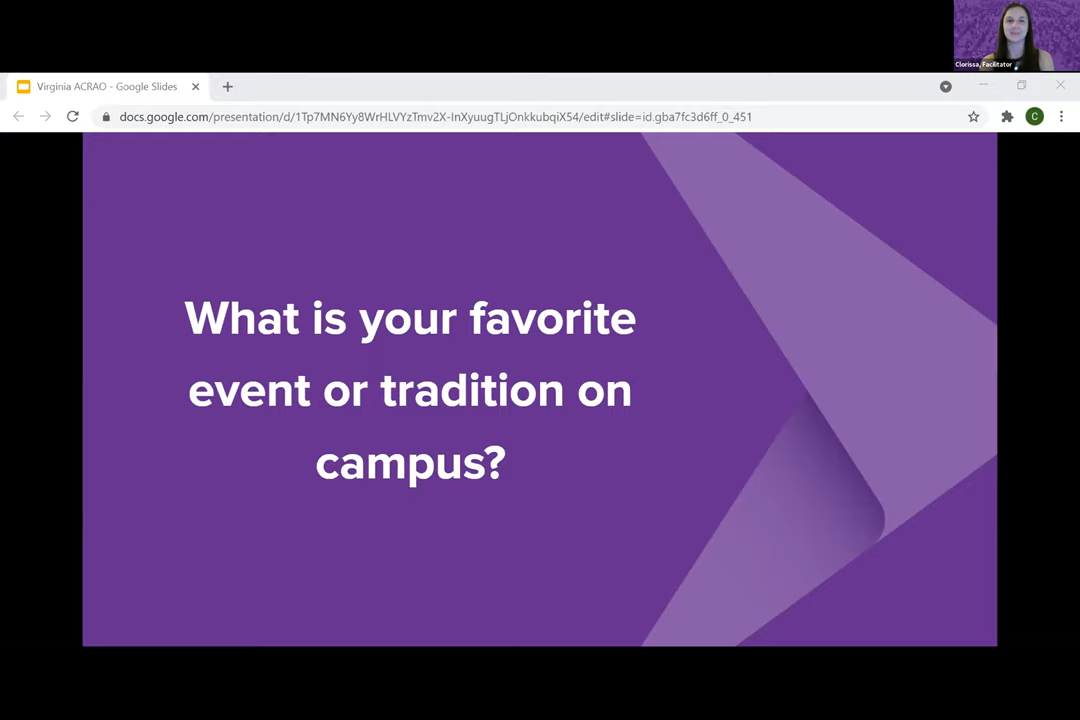 Clorissa, Facilitator
Virginia ACRAO - Google Slides
docs.google.com/presentation/d/1Tp7MN6Yy8WrHLVYzTmv2X-InXyuugTLjOnkkubqiX54/edit#slide=id.gba7fc3d6ff_0_451
C
What is your favorite
event or tradition on
campus?